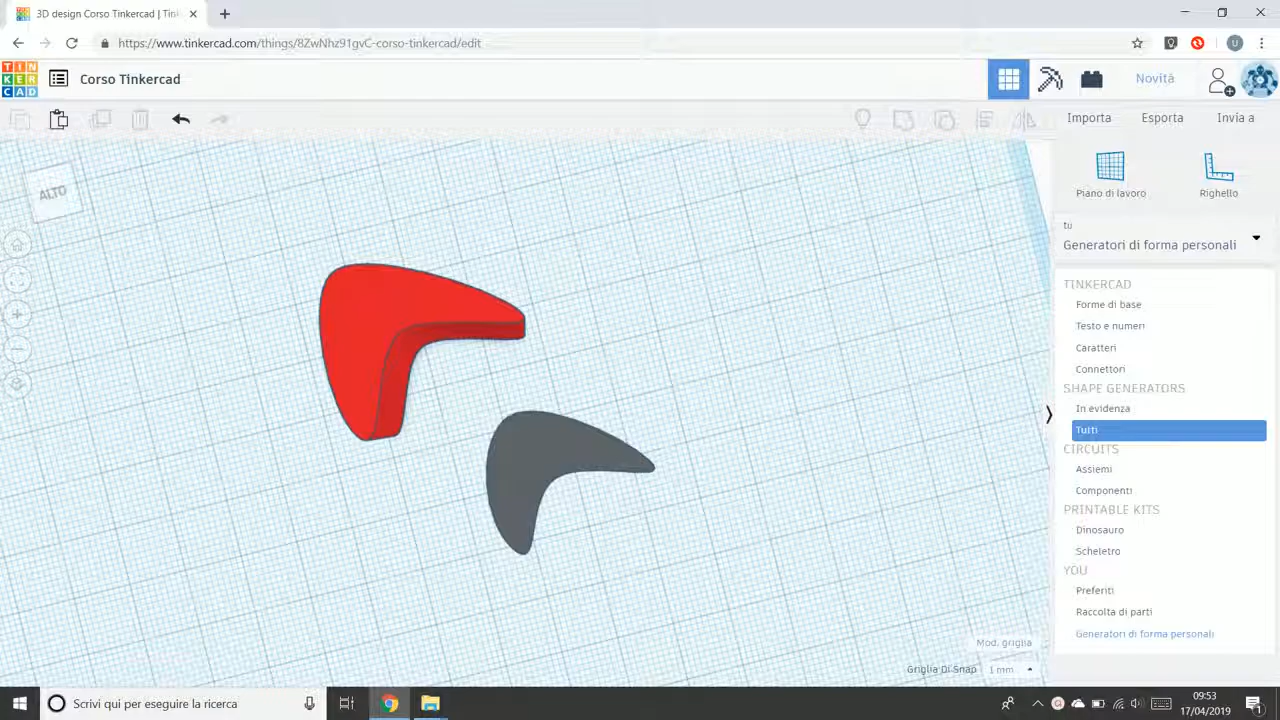 3D design Corso Tinkercad | Tin
https://www.tinkercad.com/things/8ZwNhz91gvC-corso-tinkercad/edit
U
TIN
KER
CAD
Corso Tinkercad
Novità
Importa
Esporta
Invia a
ALTO
Piano di lavoro
Righello
tu
Generatori di forma personali
TINKERCAD
Forme di base
Testo e numeri
Caratteri
Connettori
SHAPE GENERATORS
In evidenza
Tutti
CIRCUITS
Assiemi
Componenti
PRINTABLE KITS
Dinosauro
Scheletro
YOU
Preferiti
Raccolta di parti
Generatori di forma personali
Mod. griglia
Griglia Di Snap
1 mm
Scrivi qui per eseguire la ricerca
09:53
17/04/2019
1